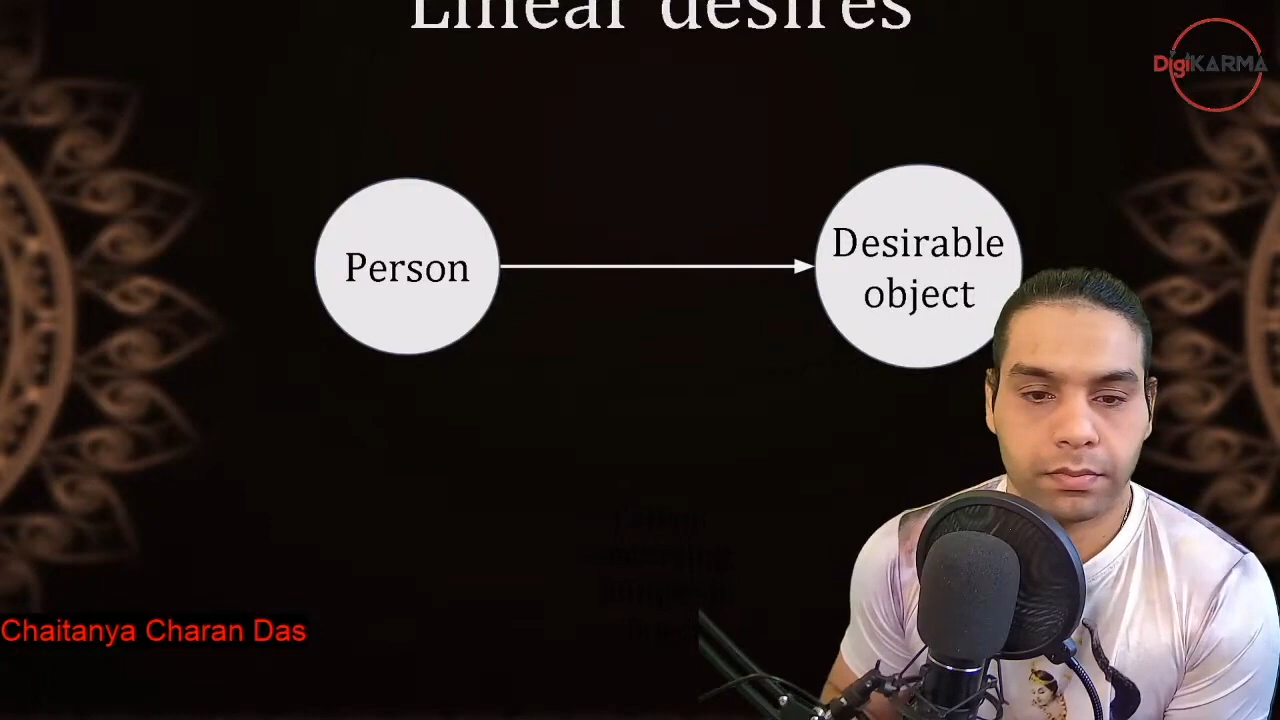 Linear desires
DigiKARMA
Person
Desirable
object
Chaitanya Charan Das